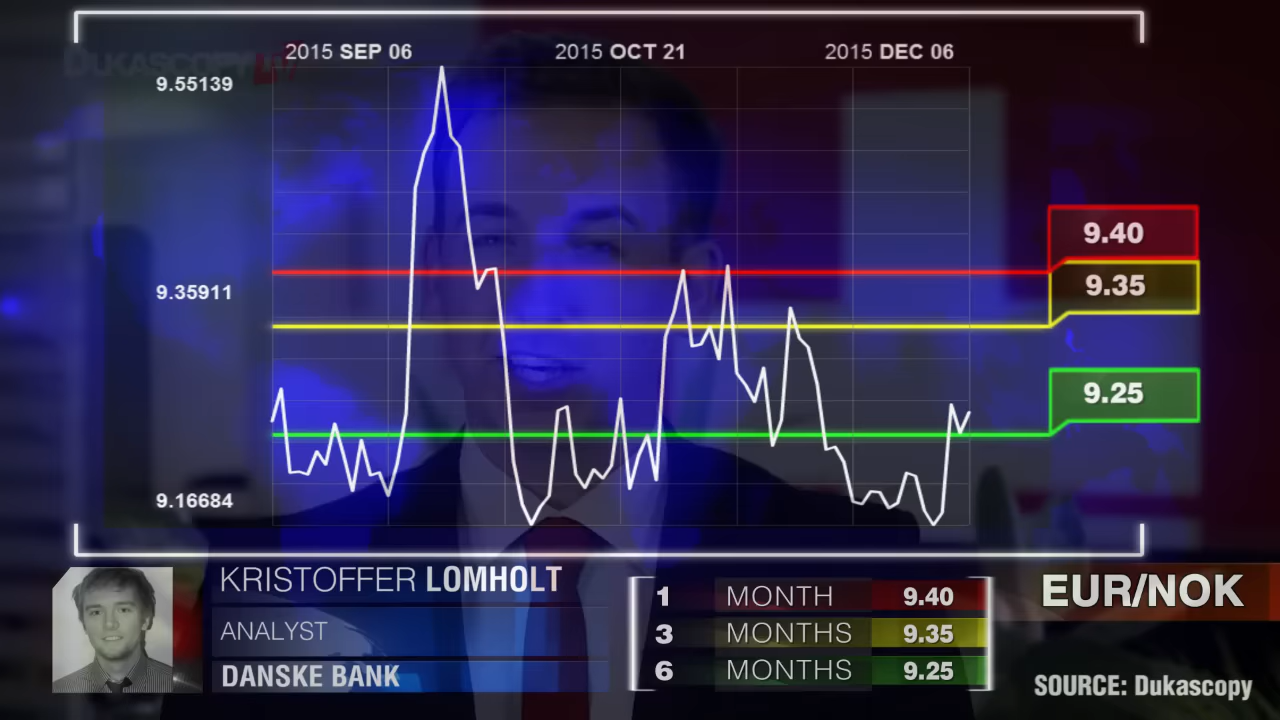 DUKASCOPY
2015 SEP 06
2015 OCT 21
2015 DEC 06
9.55139
9.35911
9.16684
9.40
9.35
9.25
KRISTOFFER LOMHOLT
ANALYST
DANSKE BANK
1 MONTH 9.40
3 MONTHS 9.35
6 MONTHS 9.25
EUR/NOK
SOURCE: Dukascopy